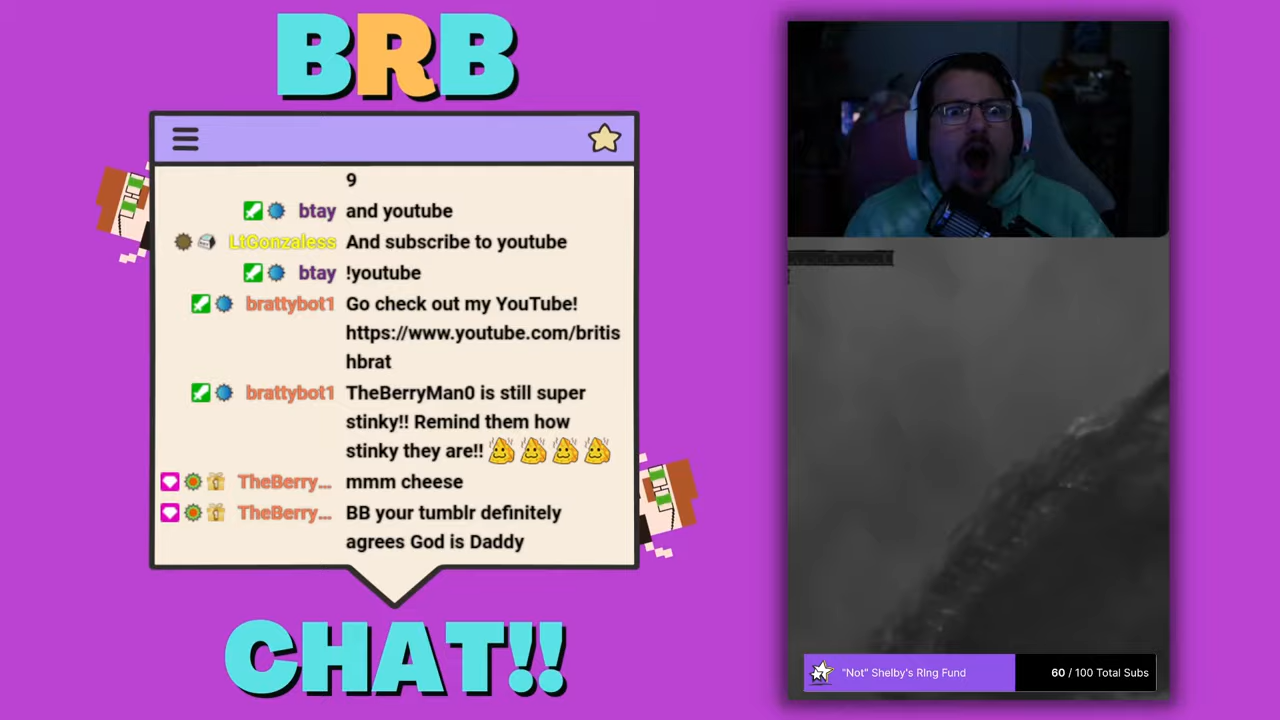 BRB
9
btay and youtube
LtGonzaless And subscribe to youtube
btay !youtube
brattybot1 Go check out my YouTube!
https://www.youtube.com/britis
hbrat
brattybot1 TheBerryMan0 is still super
stinky!! Remind them how
stinky they are!!
TheBerry... mmm cheese
TheBerry... BB your tumblr definitely
agrees God is Daddy
CHAT!!
"Not" Shelby's RIng Fund
60 / 100 Total Subs